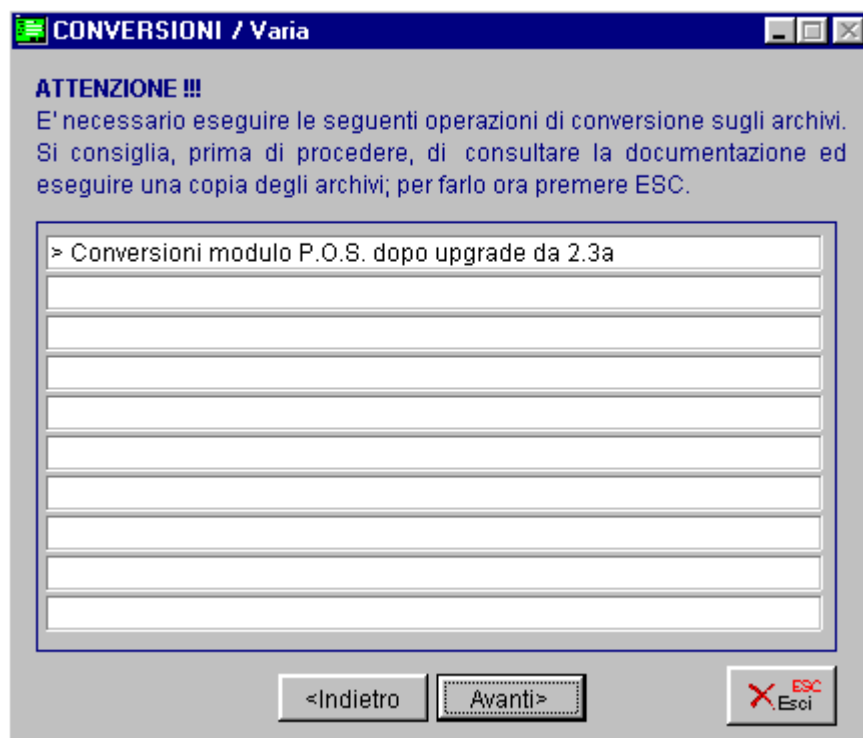 CONVERSIONI / Varia
ATTENZIONE !!!
E' necessario eseguire le seguenti operazioni di conversione sugli archivi.
Si consiglia, prima di procedere, di consultare la documentazione ed
eseguire una copia degli archivi; per farlo ora premere ESC.
> Conversioni modulo P.O.S. dopo upgrade da 2.3a
<Indietro
Avanti>
ESC
Esci